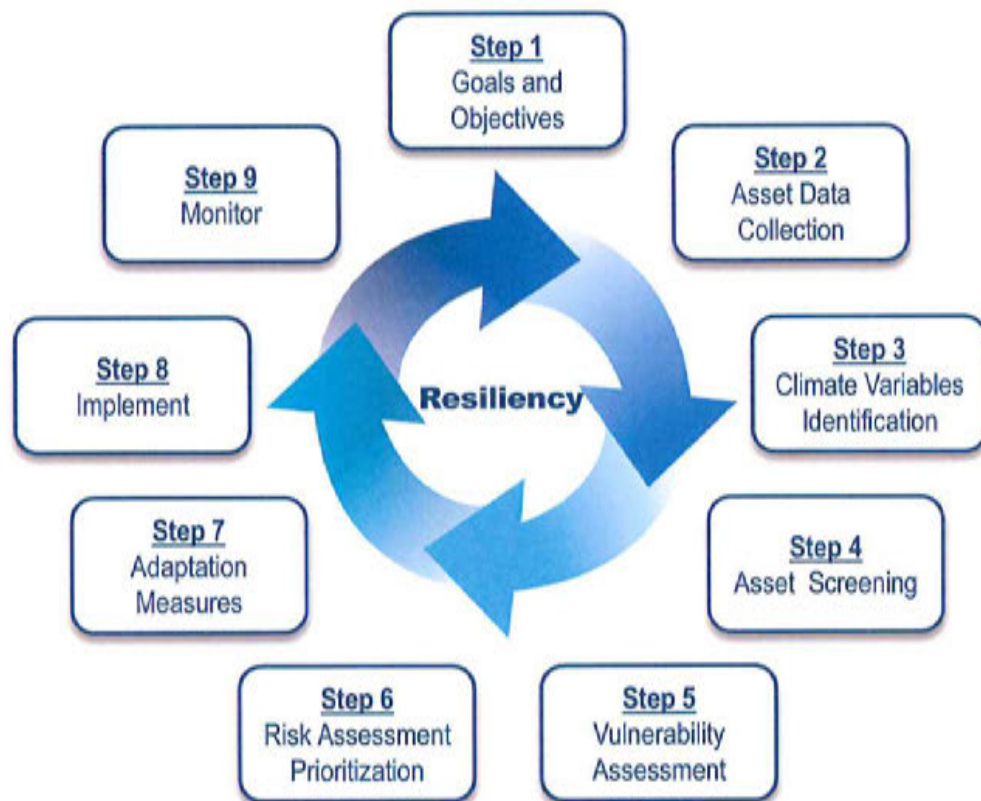 Step 1
Goals and
Objectives
Step 2
Asset Data
Collection
Step 3
Climate Variables
Identification
Step 4
Asset Screening
Step 5
Vulnerability
Assessment
Step 6
Risk Assessment
Prioritization
Step 7
Adaptation
Measures
Step 8
Implement
Step 9
Monitor
Resiliency